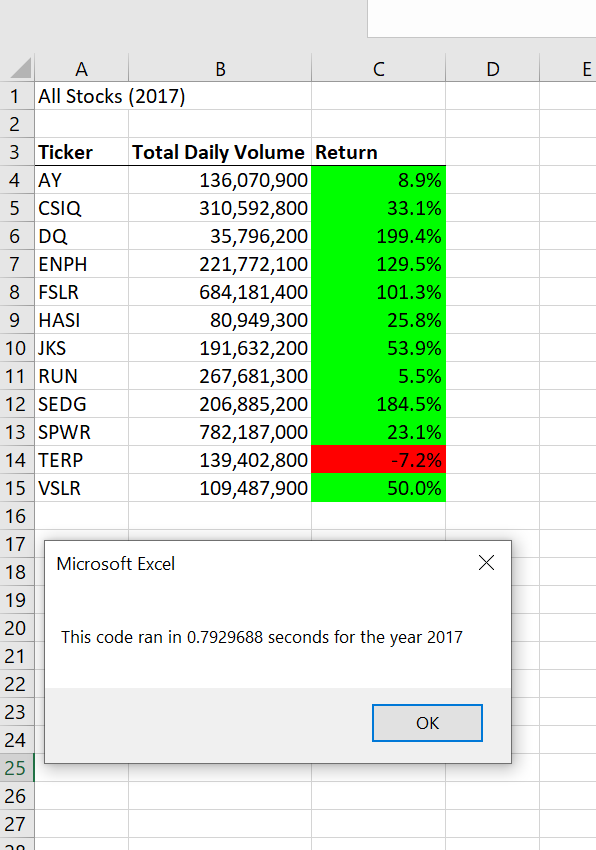 A B C D E
1 All Stocks (2017)
2
3 Ticker Total Daily Volume Return
4 AY 136,070,900 8.9%
5 CSIQ 310,592,800 33.1%
6 DQ 35,796,200 199.4%
7 ENPH 221,772,100 129.5%
8 FSLR 684,181,400 101.3%
9 HASI 80,949,300 25.8%
10 JKS 191,632,200 53.9%
11 RUN 267,681,300 5.5%
12 SEDG 206,885,200 184.5%
13 SPWR 782,187,000 23.1%
14 TERP 139,402,800 -7.2%
15 VSLR 109,487,900 50.0%
16
17
18 Microsoft Excel
19
20 This code ran in 0.7929688 seconds for the year 2017
21
22
23 OK
24
25
26
27
28